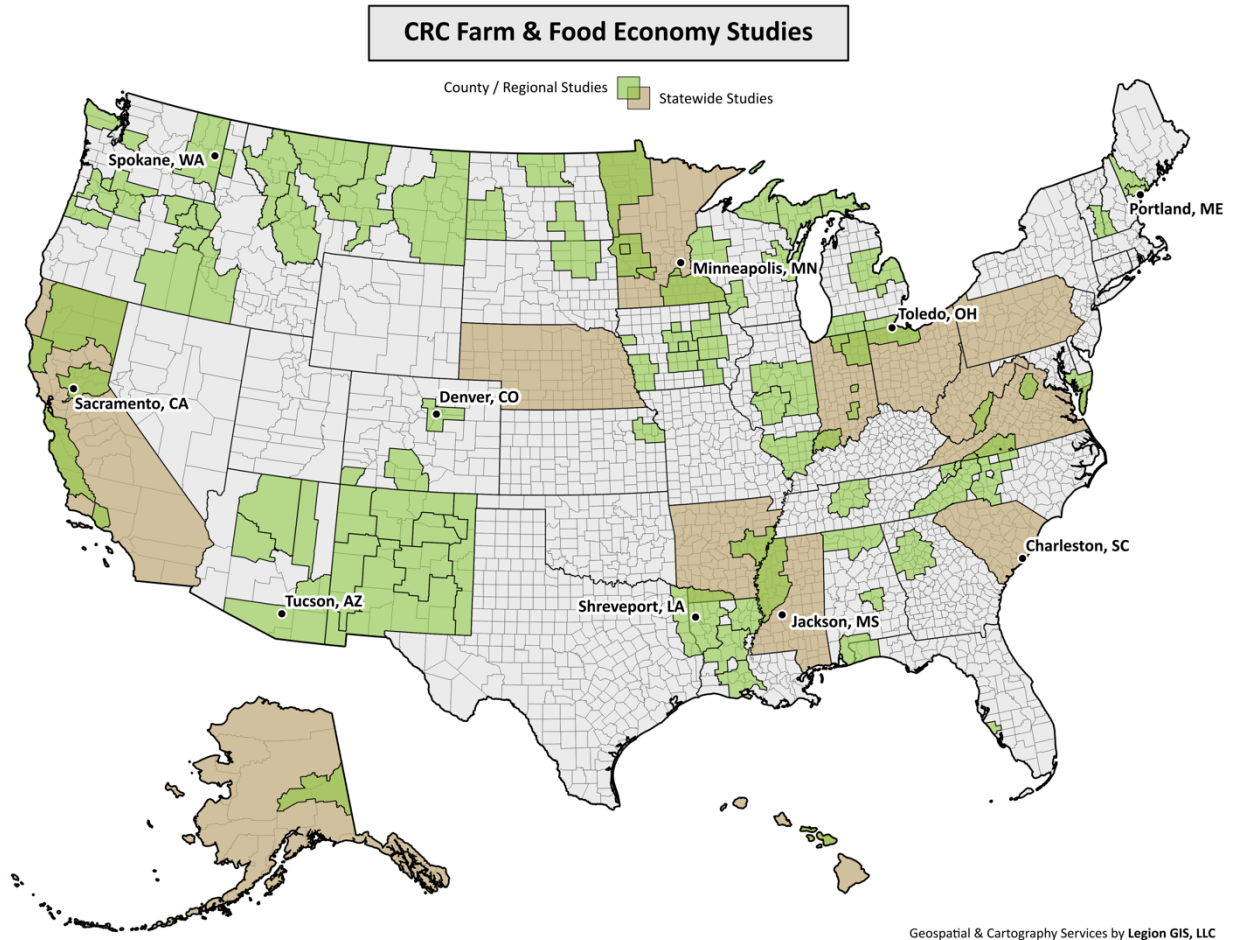 CRC Farm & Food Economy Studies
County / Regional Studies
Statewide Studies
Spokane, WA
Portland, ME
Minneapolis, MN
Toledo, OH
Denver, CO
Sacramento, CA
Charleston, SC
Tucson, AZ
Shreveport, LA
Jackson, MS
Geospatial & Cartography Services by Legion GIS, LLC